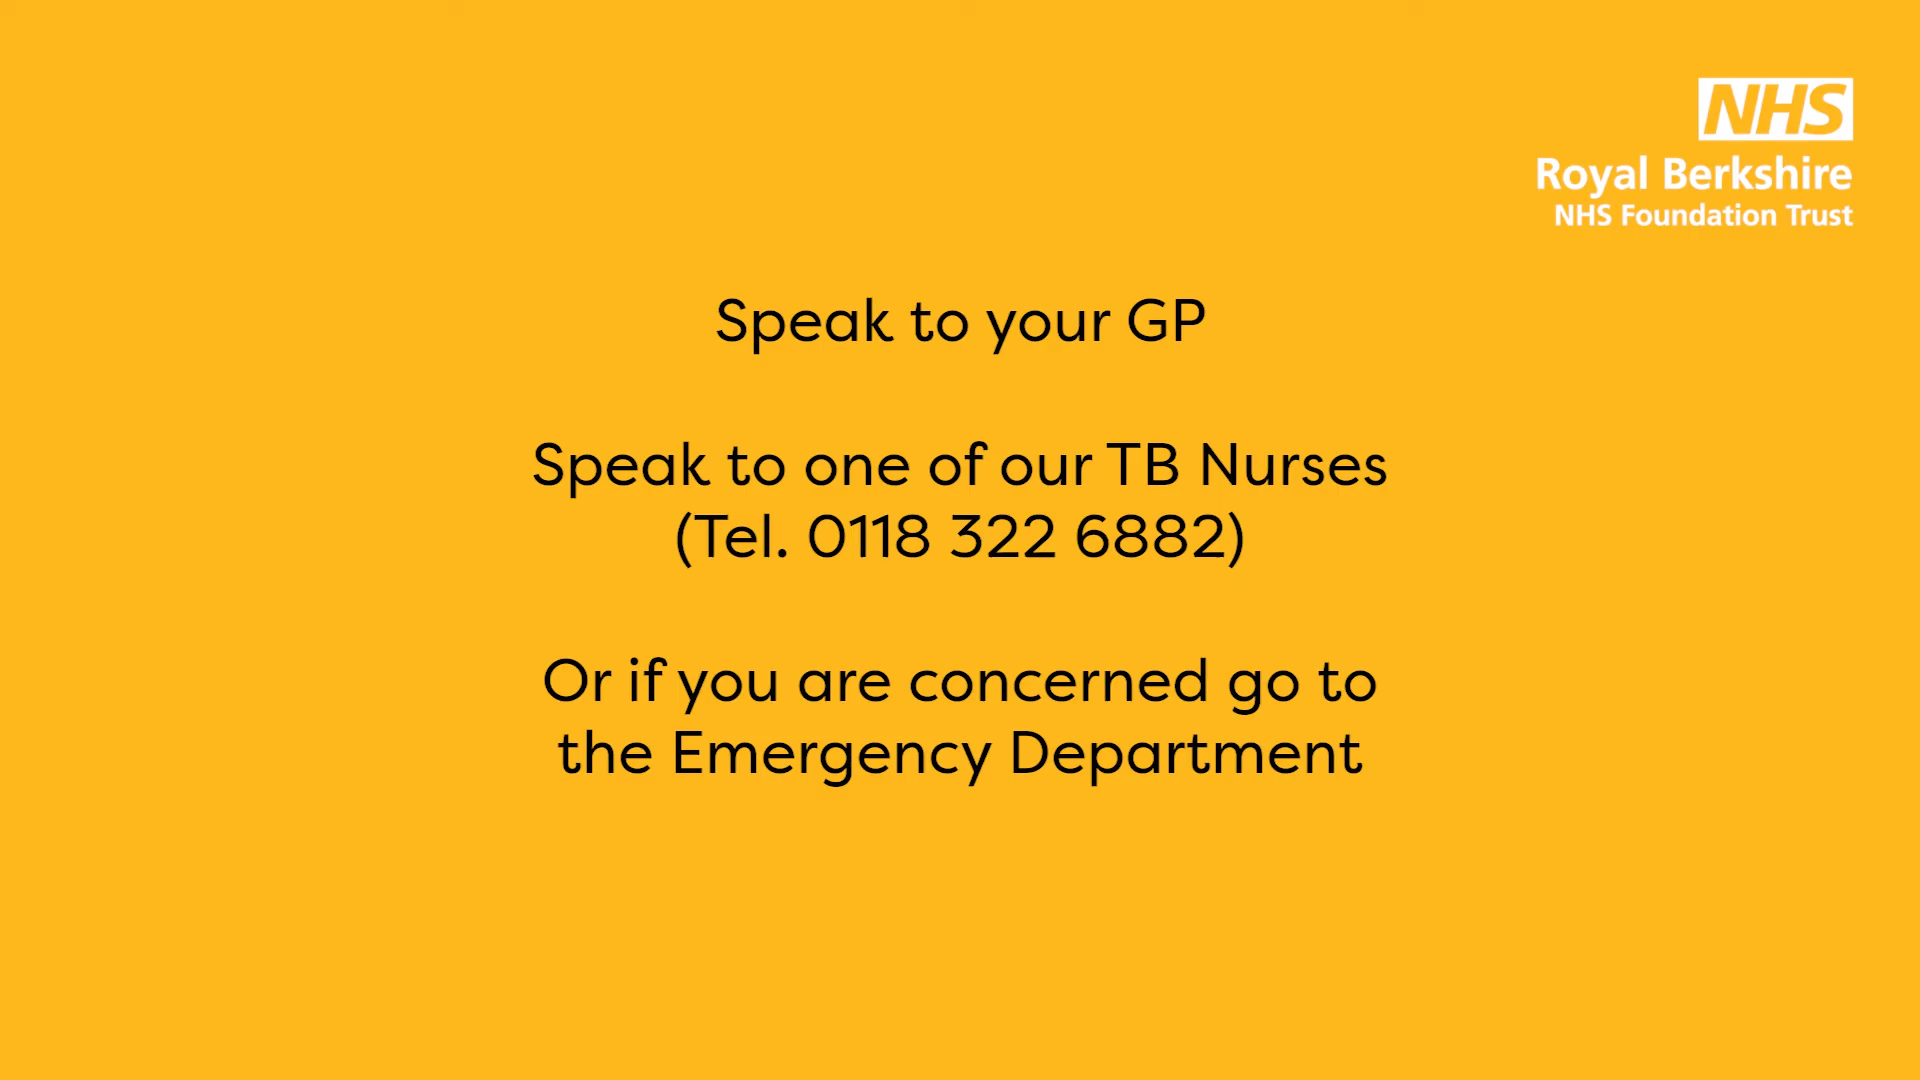 NHS
Royal Berkshire
NHS Foundation Trust
Speak to your GP
Speak to one of our TB Nurses
(Tel. 0118 322 6882)
Or if you are concerned go to
the Emergency Department